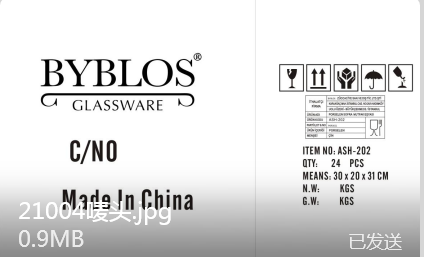 BYBLOS®
GLASSWARE
C/NO
Made In China
21004唛头.jpg
0.9MB
ITEM NO: ASH-202
QTY: 24 PCS
MEANS: 30 x 20 x 31 CM
N.W: KGS
G.W: KGS
已发送